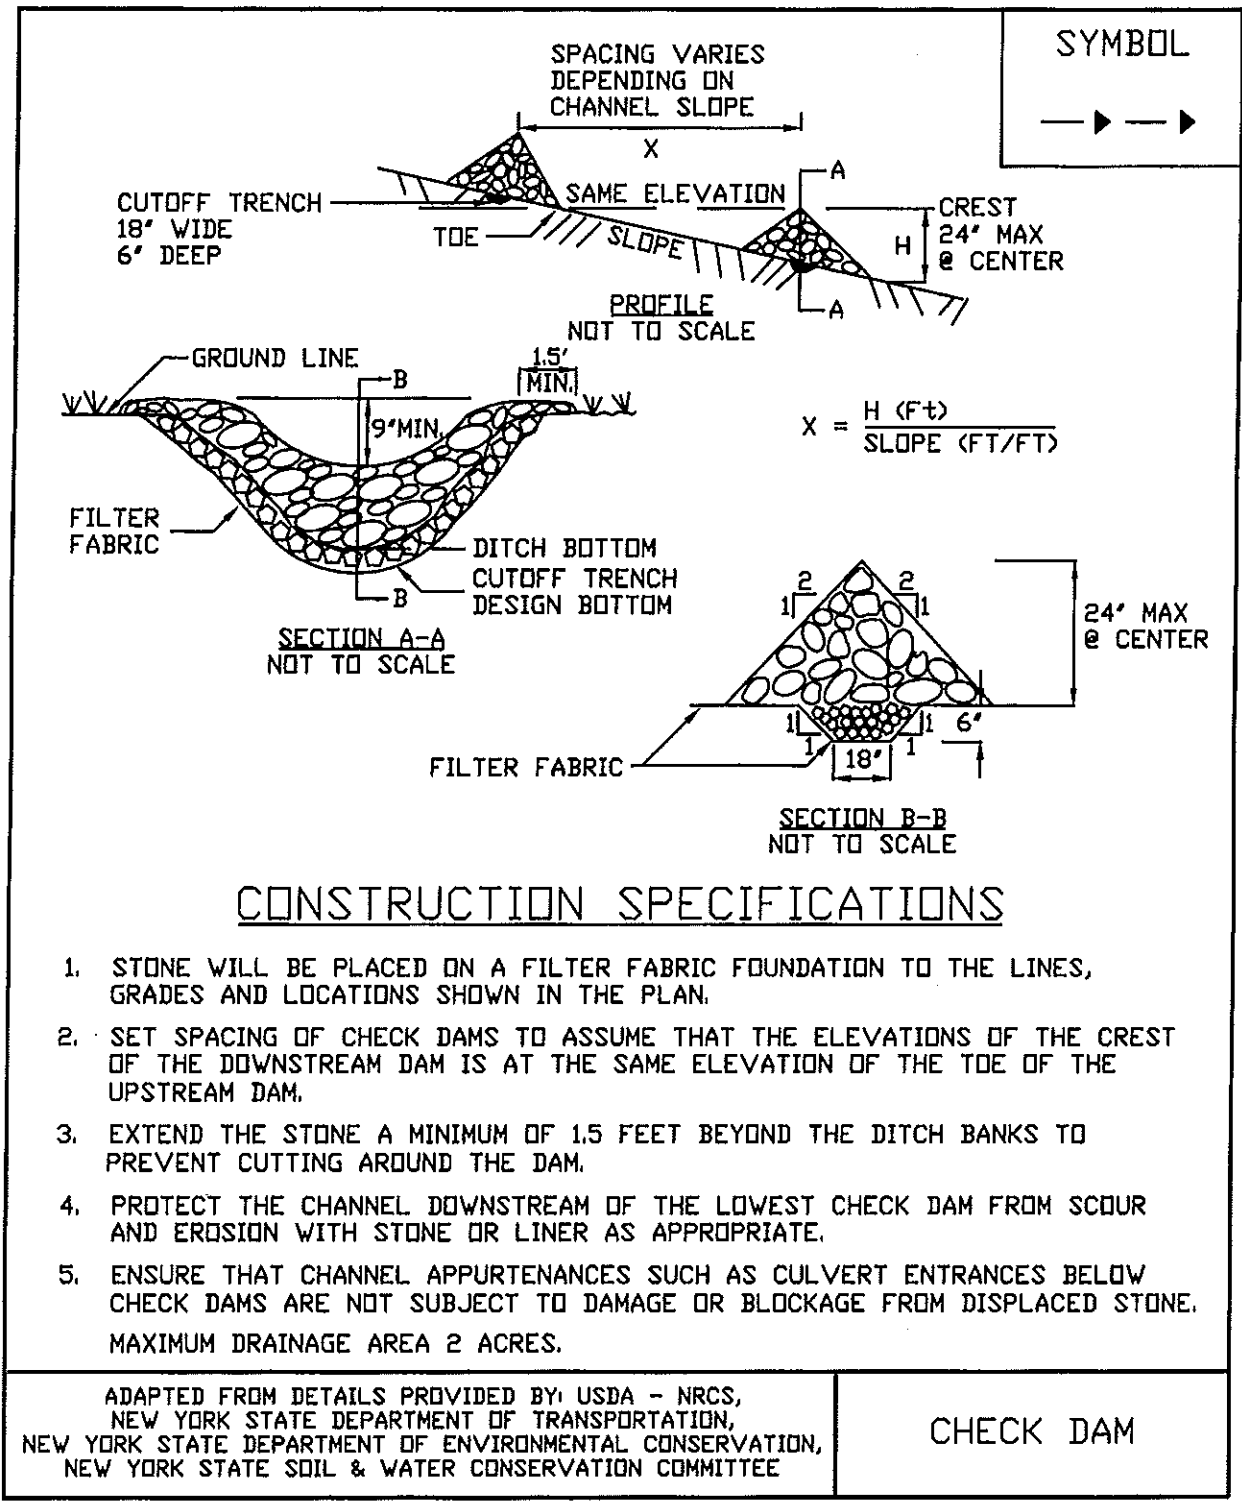 SYMBOL
SPACING VARIES
DEPENDING ON
CHANNEL SLOPE
X
A
CUTOFF TRENCH
18" WIDE
6" DEEP
SAME ELEVATION
TOE
SLOPE
CREST
24" MAX
@ CENTER
H
A
PROFILE
NOT TO SCALE
GROUND LINE
B
1.5'
MIN.
9"MIN.
X = H (Ft)
SLOPE (FT/FT)
FILTER
FABRIC
DITCH BOTTOM
CUTOFF TRENCH
DESIGN BOTTOM
B
SECTION A-A
NOT TO SCALE
2
1
2
1
24" MAX
@ CENTER
1
1
1
1
6"
18"
FILTER FABRIC
SECTION B-B
NOT TO SCALE
CONSTRUCTION SPECIFICATIONS
1. STONE WILL BE PLACED ON A FILTER FABRIC FOUNDATION TO THE LINES,
GRADES AND LOCATIONS SHOWN IN THE PLAN.
2. SET SPACING OF CHECK DAMS TO ASSUME THAT THE ELEVATIONS OF THE CREST
OF THE DOWNSTREAM DAM IS AT THE SAME ELEVATION OF THE TOE OF THE
UPSTREAM DAM.
3. EXTEND THE STONE A MINIMUM OF 1.5 FEET BEYOND THE DITCH BANKS TO
PREVENT CUTTING AROUND THE DAM.
4. PROTECT THE CHANNEL DOWNSTREAM OF THE LOWEST CHECK DAM FROM SCOUR
AND EROSION WITH STONE OR LINER AS APPROPRIATE.
5. ENSURE THAT CHANNEL APPURTENANCES SUCH AS CULVERT ENTRANCES BELOW
CHECK DAMS ARE NOT SUBJECT TO DAMAGE OR BLOCKAGE FROM DISPLACED STONE.
MAXIMUM DRAINAGE AREA 2 ACRES.
ADAPTED FROM DETAILS PROVIDED BY: USDA - NRCS,
NEW YORK STATE DEPARTMENT OF TRANSPORTATION,
NEW YORK STATE DEPARTMENT OF ENVIRONMENTAL CONSERVATION,
NEW YORK STATE SOIL & WATER CONSERVATION COMMITTEE
CHECK DAM